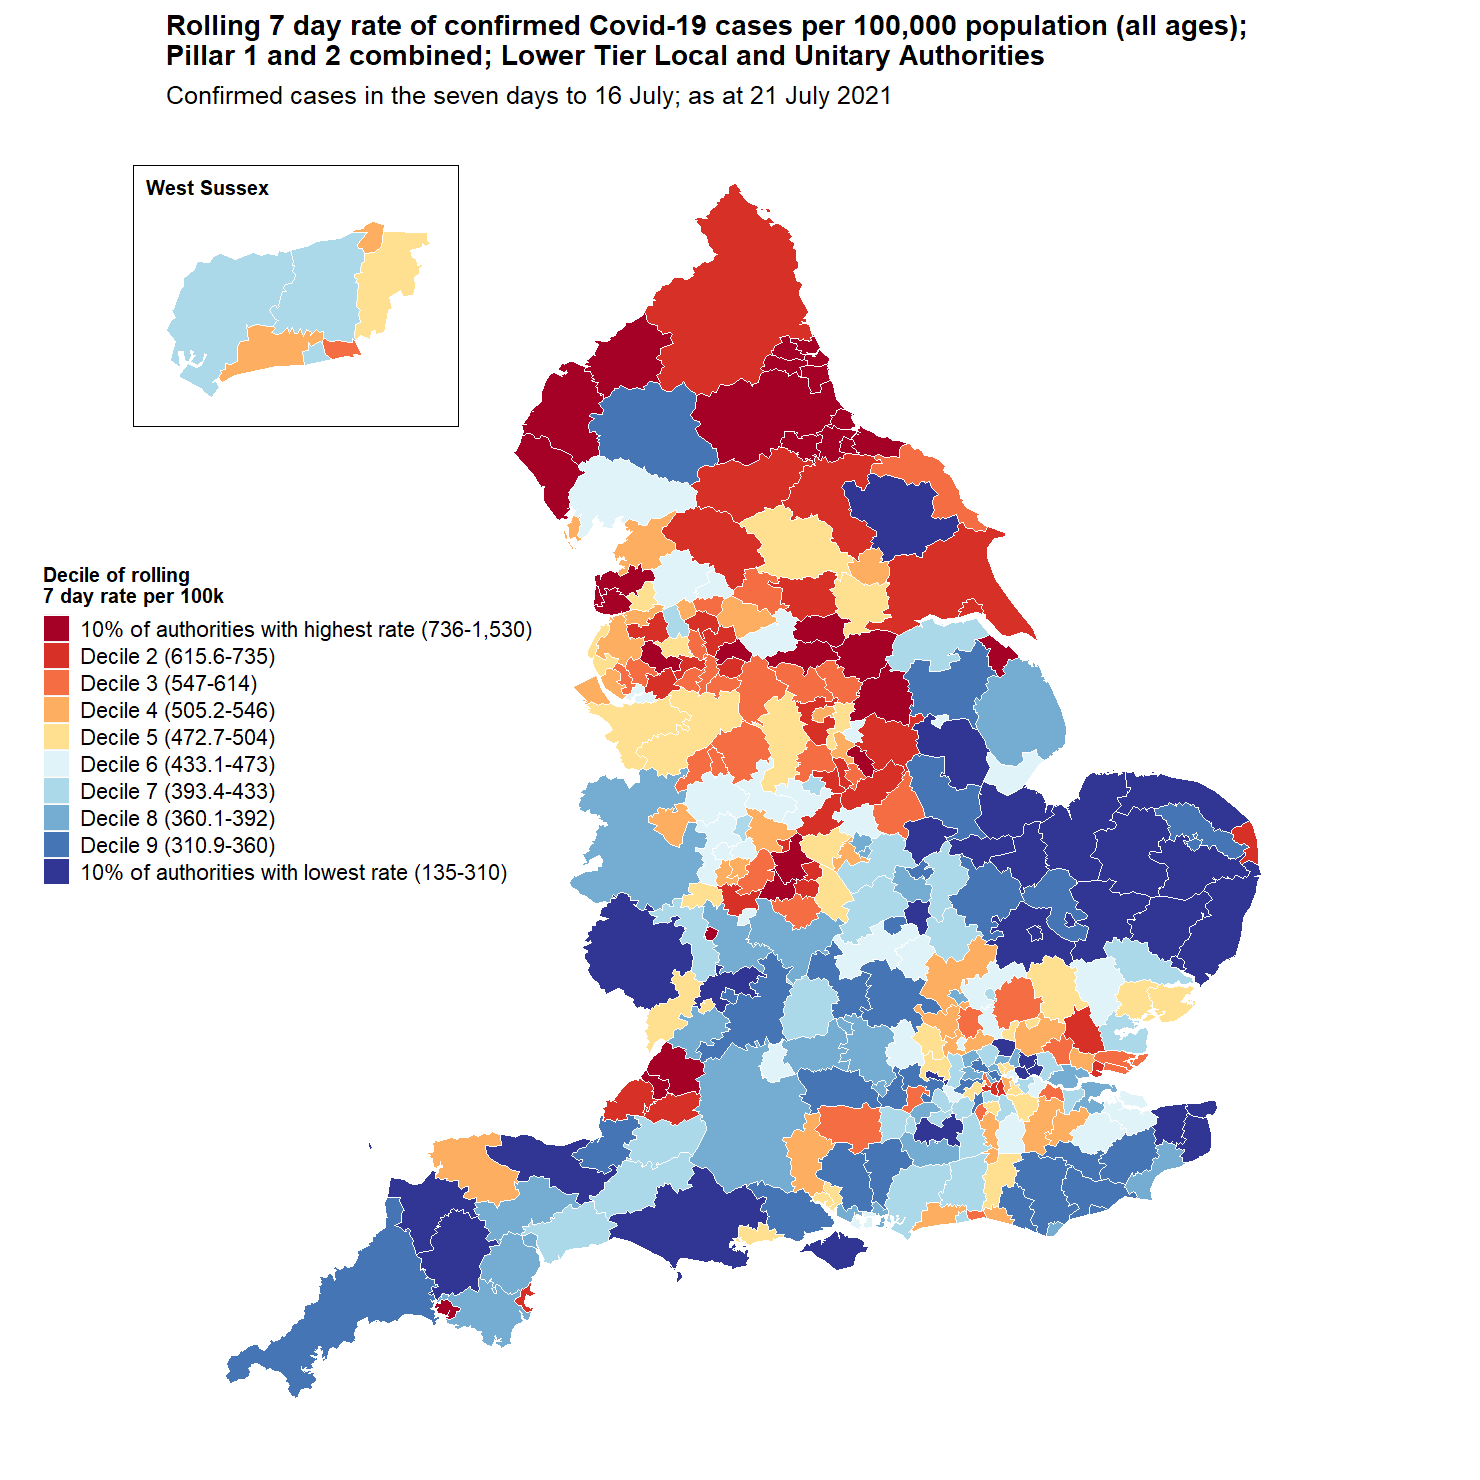 Rolling 7 day rate of confirmed Covid-19 cases per 100,000 population (all ages);
Pillar 1 and 2 combined; Lower Tier Local and Unitary Authorities
Confirmed cases in the seven days to 16 July; as at 21 July 2021
West Sussex
Decile of rolling
7 day rate per 100k
10% of authorities with highest rate (736-1,530)
Decile 2 (615.6-735)
Decile 3 (547-614)
Decile 4 (505.2-546)
Decile 5 (472.7-504)
Decile 6 (433.1-473)
Decile 7 (393.4-433)
Decile 8 (360.1-392)
Decile 9 (310.9-360)
10% of authorities with lowest rate (135-310)